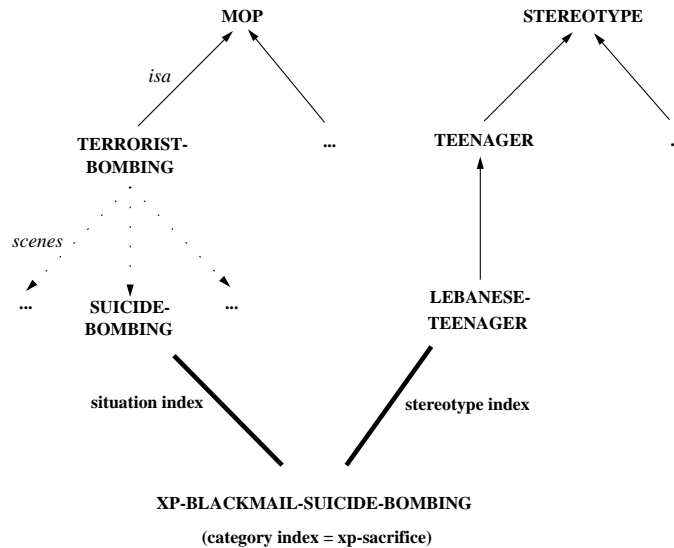 MOP
STEREOTYPE
isa
TERRORIST-
BOMBING
...
TEENAGER
.
scenes
...
SUICIDE-
BOMBING
...
LEBANESE-
TEENAGER
situation index
stereotype index
XP-BLACKMAIL-SUICIDE-BOMBING
(category index = xp-sacrifice)